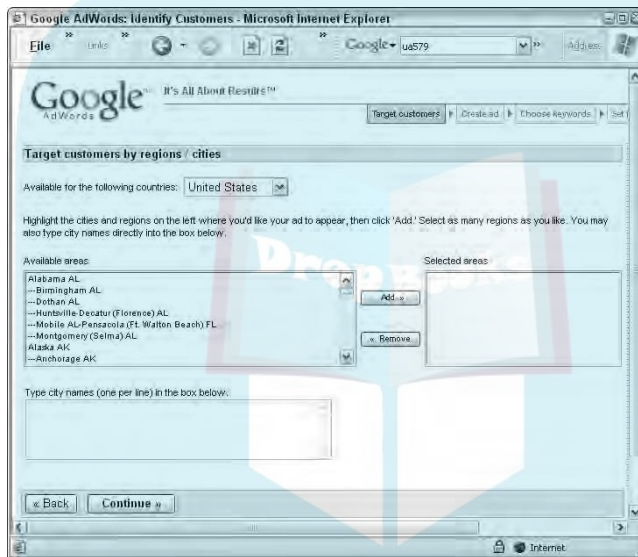 Google AdWords: Identify Customers - Microsoft Internet Explorer
File » Links » » Google ua579 » Address
Google
AdWords
It's All About Results™
Target customers Create ad Choose keywords Set
Target customers by regions / cities
Available for the following countries: United States
Highlight the cities and regions on the left where you'd like your ad to appear, then click 'Add.' Select as many regions as you like. You may
also type city names directly into the box below.
Available areas
Selected areas
Alabama AL
---Birmingham AL
---Dothan AL
---Huntsville-Decatur (Florence) AL
---Mobile AL-Pensacola (Ft. Walton Beach) FL
---Montgomery (Selma) AL
Alaska AK
---Anchorage AK
Add »
« Remove
DropBooks
Type city names (one per line) in the box below:
« Back
Continue »
Internet